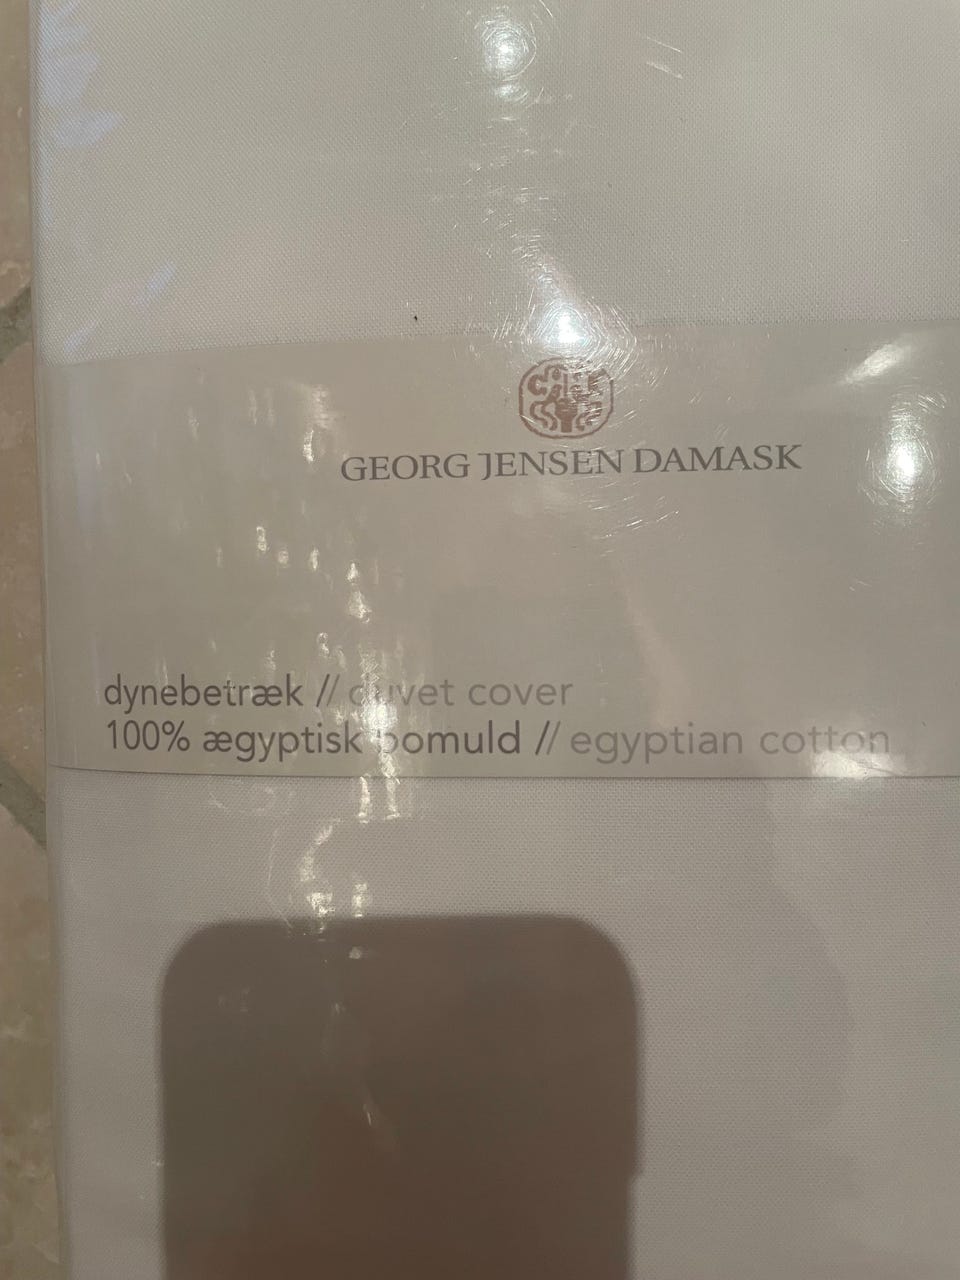 GEORG JENSEN DAMASK
dynebetræk // duvet cover
100% ægyptisk bomuld // egyptian cotton